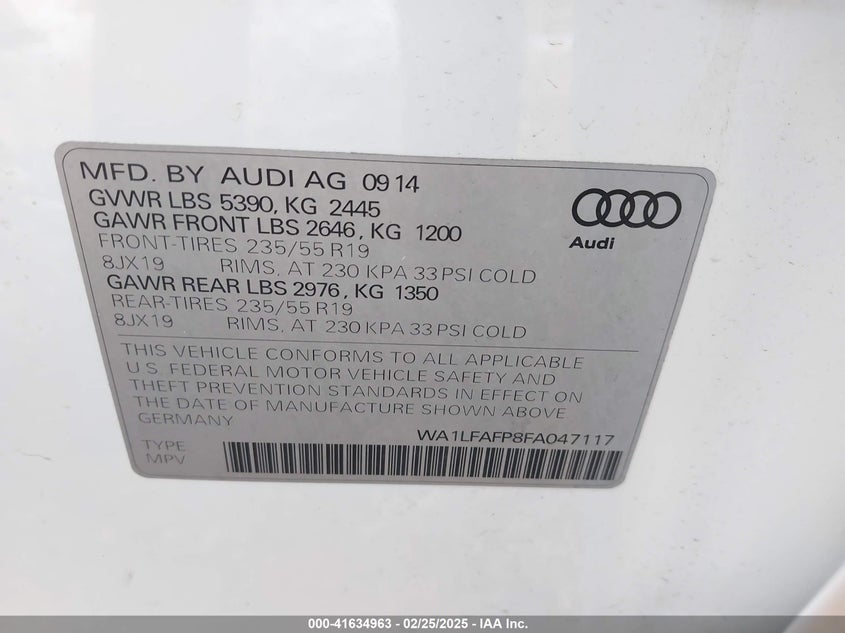 MFD. BY AUDI AG 09 14
GVWR LBS 5390, KG 2445
GAWR FRONT LBS 2646, KG 1200
FRONT-TIRES 235/55 R19
8JX19 RIMS, AT 230 KPA 33 PSI COLD
GAWR REAR LBS 2976, KG 1350
REAR-TIRES 235/55 R19
8JX19 RIMS, AT 230 KPA 33 PSI COLD
Audi
THIS VEHICLE CONFORMS TO ALL APPLICABLE
U.S. FEDERAL MOTOR VEHICLE SAFETY AND
THEFT PREVENTION STANDARDS IN EFFECT ON
THE DATE OF MANUFACTURE SHOWN ABOVE
GERMANY
WA1LFAFP8FA047117
TYPE
MPV
000-41634963 - 02/25/2025 - COPYRIGHT © IAA, LLC.